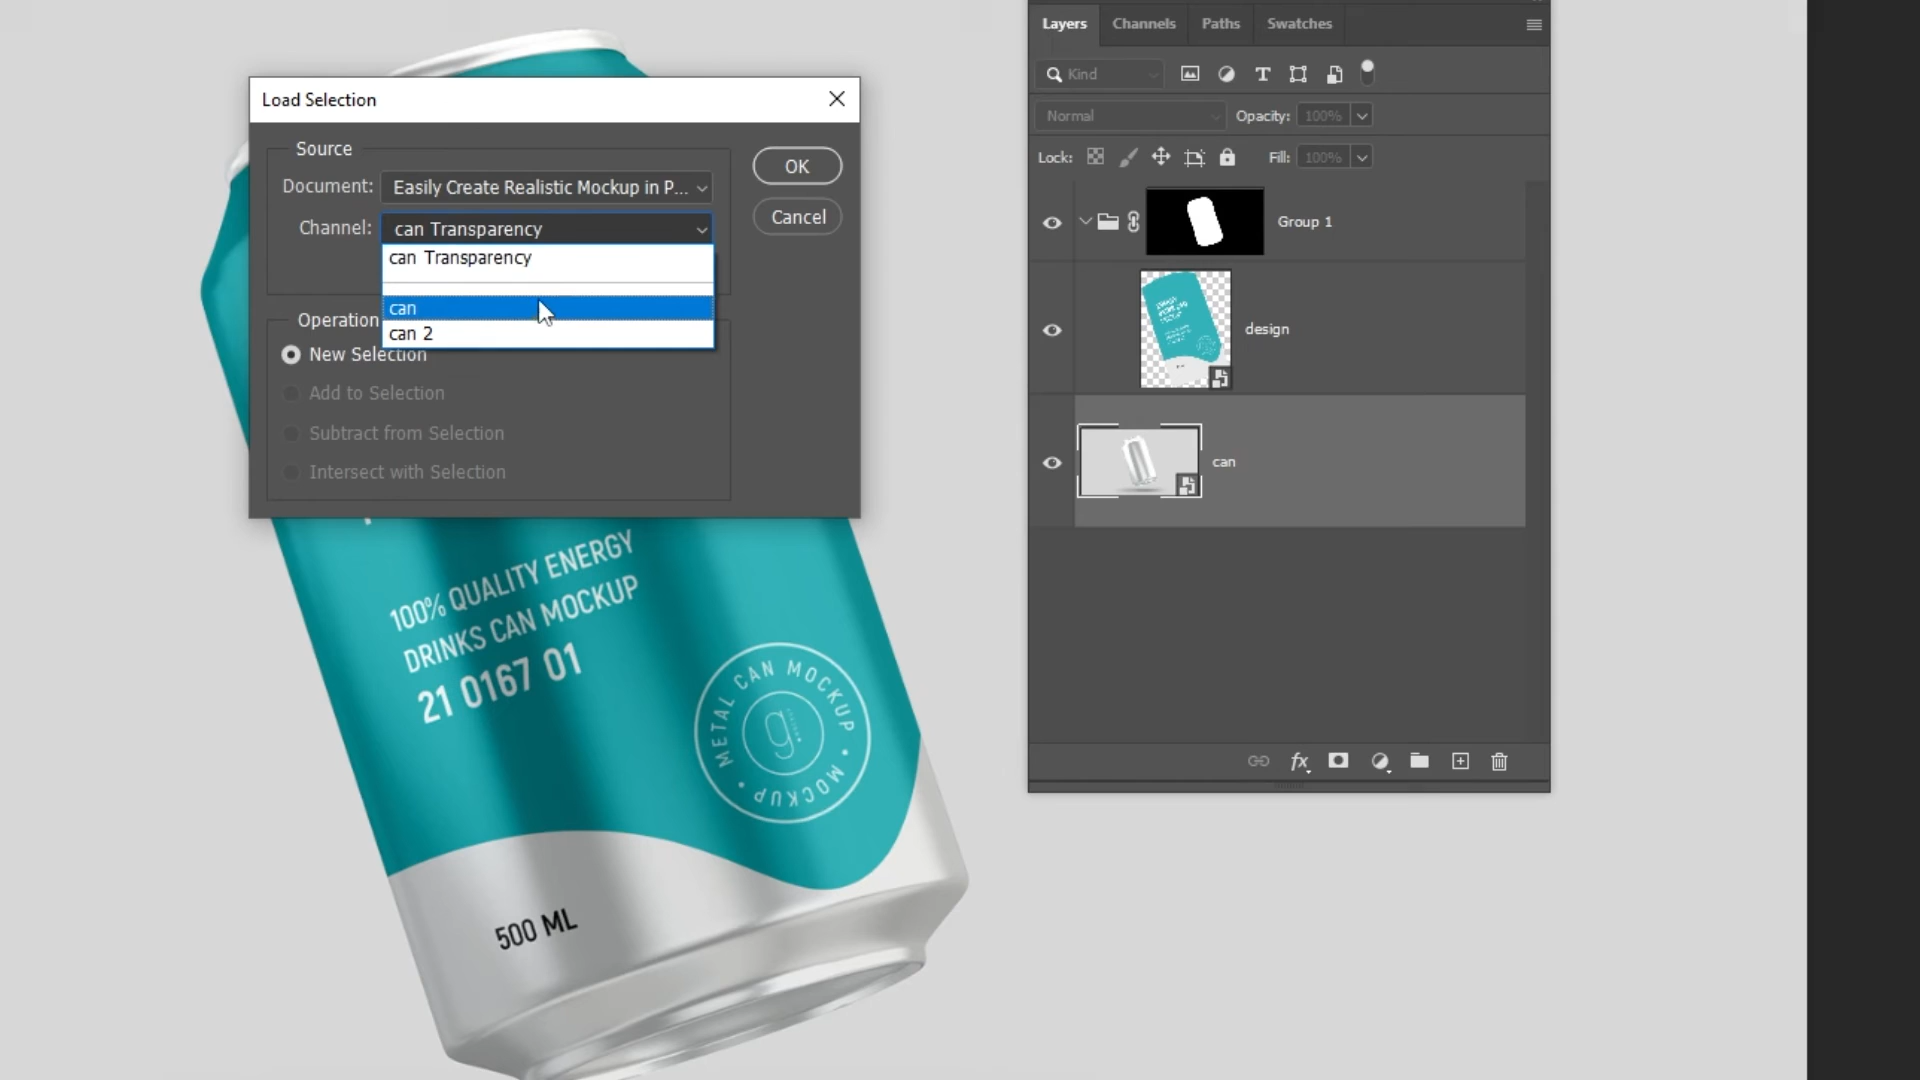 Load Selection
Source
Document: Easily Create Realistic Mockup in P...
Channel: can Transparency
can Transparency
can
can 2
OK
Cancel
Operation
New Selection
Add to Selection
Subtract from Selection
Intersect with Selection
100% QUALITY ENERGY
DRINKS CAN MOCKUP
21 0167 01
METAL CAN MOCKUP • MOCKUP •
g
500 ML
Layers Channels Paths Swatches
Kind
Normal Opacity: 100%
Lock: Fill: 100%
Group 1
design
can
fx